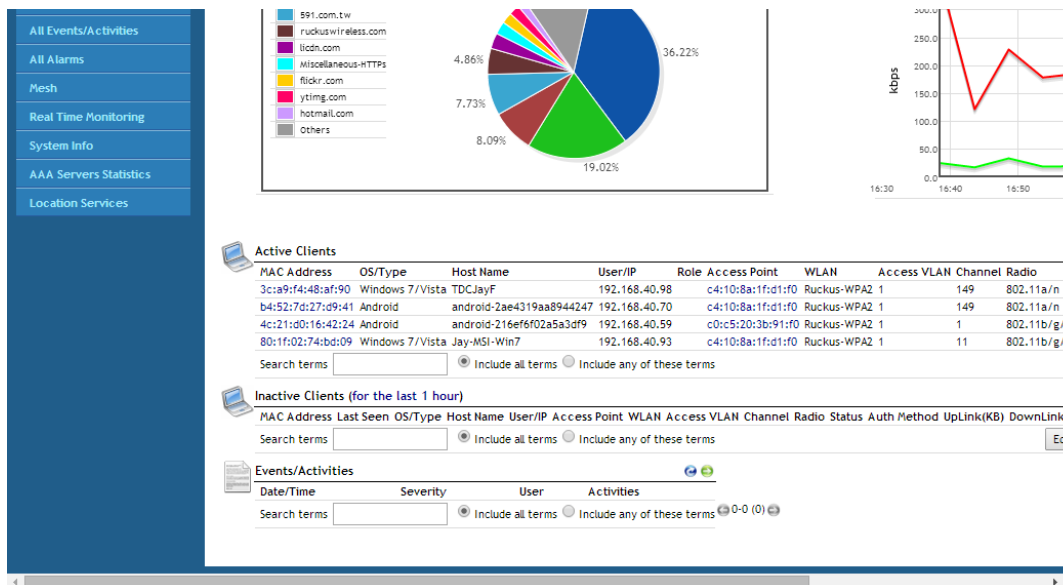 All Events/Activities
All Alarms
Mesh
Real Time Monitoring
System Info
AAA Servers Statistics
Location Services
591.com.tw
ruckuswireless.com
licdn.com
Miscellaneous-HTTPs
flickr.com
ytimg.com
hotmail.com
Others
36.22%
4.86%
7.73%
8.09%
19.02%
kbps
300.0
250.0
200.0
150.0
100.0
50.0
0.0
16:30 16:40 16:50
Active Clients
MAC Address OS/Type Host Name User/IP Role Access Point WLAN Access VLAN Channel Radio
3c:a9:f4:48:af:90 Windows 7/Vista TDCJayF 192.168.40.98 c4:10:8a:1f:d1:f0 Ruckus-WPA2 1 149 802.11a/n
b4:52:7d:27:d9:41 Android android-2ae4319aa8944247 192.168.40.70 c4:10:8a:1f:d1:f0 Ruckus-WPA2 1 149 802.11a/n
4c:21:d0:16:42:24 Android android-216ef6f02a5a3df9 192.168.40.59 c0:c5:20:3b:91:f0 Ruckus-WPA2 1 1 802.11b/g/
80:1f:02:74:bd:09 Windows 7/Vista Jay-MSI-Win7 192.168.40.93 c4:10:8a:1f:d1:f0 Ruckus-WPA2 1 11 802.11b/g/
Search terms Include all terms Include any of these terms
Inactive Clients (for the last 1 hour)
MAC Address Last Seen OS/Type Host Name User/IP Access Point WLAN Access VLAN Channel Radio Status Auth Method UpLink(KB) DownLink
Search terms Include all terms Include any of these terms
Events/Activities
Date/Time Severity User Activities
Search terms Include all terms Include any of these terms 0-0 (0)